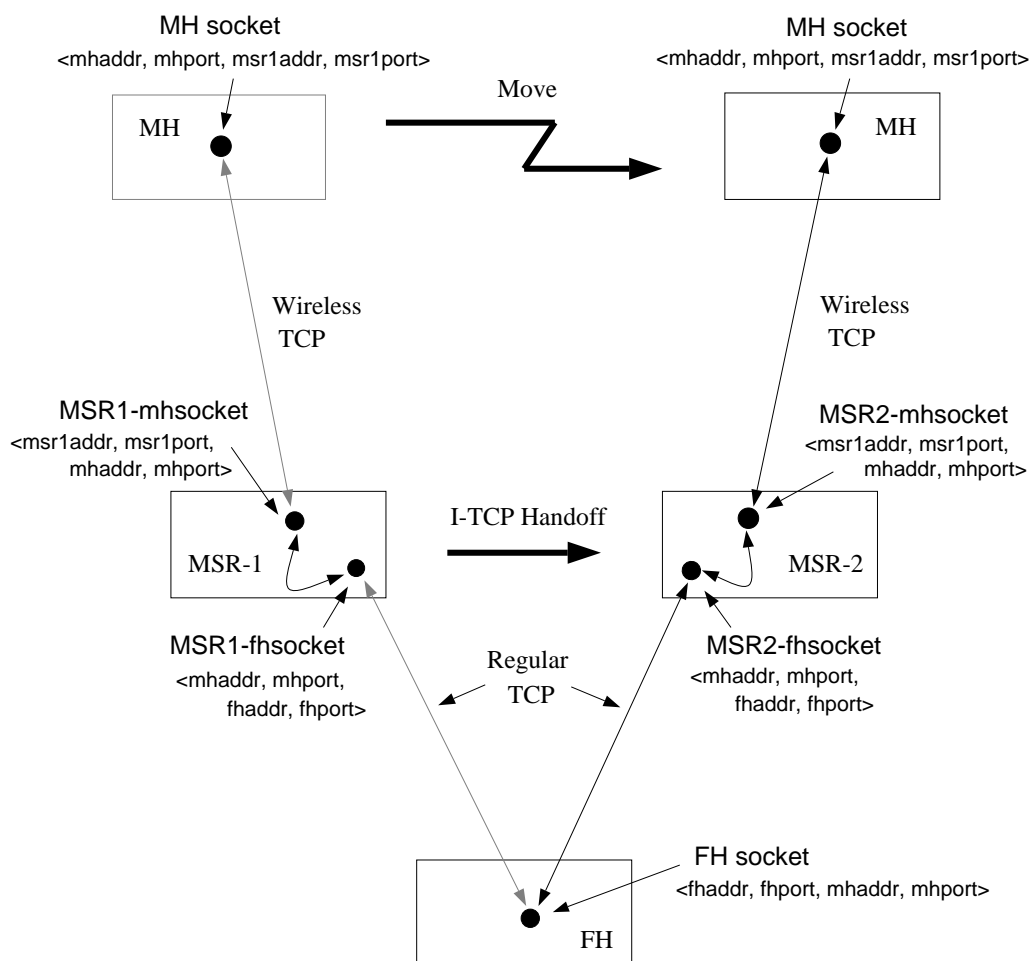 MH socket
<mhaddr, mhport, msr1addr, msr1port>
MH
Move
MH socket
<mhaddr, mhport, msr1addr, msr1port>
MH
Wireless
TCP
Wireless
TCP
MSR1-mhsocket
<msr1addr, msr1port,
mhaddr, mhport>
MSR2-mhsocket
<msr1addr, msr1port,
mhaddr, mhport>
MSR-1
I-TCP Handoff
MSR-2
MSR1-fhsocket
<mhaddr, mhport,
fhaddr, fhport>
Regular
TCP
MSR2-fhsocket
<mhaddr, mhport,
fhaddr, fhport>
FH socket
<fhaddr, fhport, mhaddr, mhport>
FH